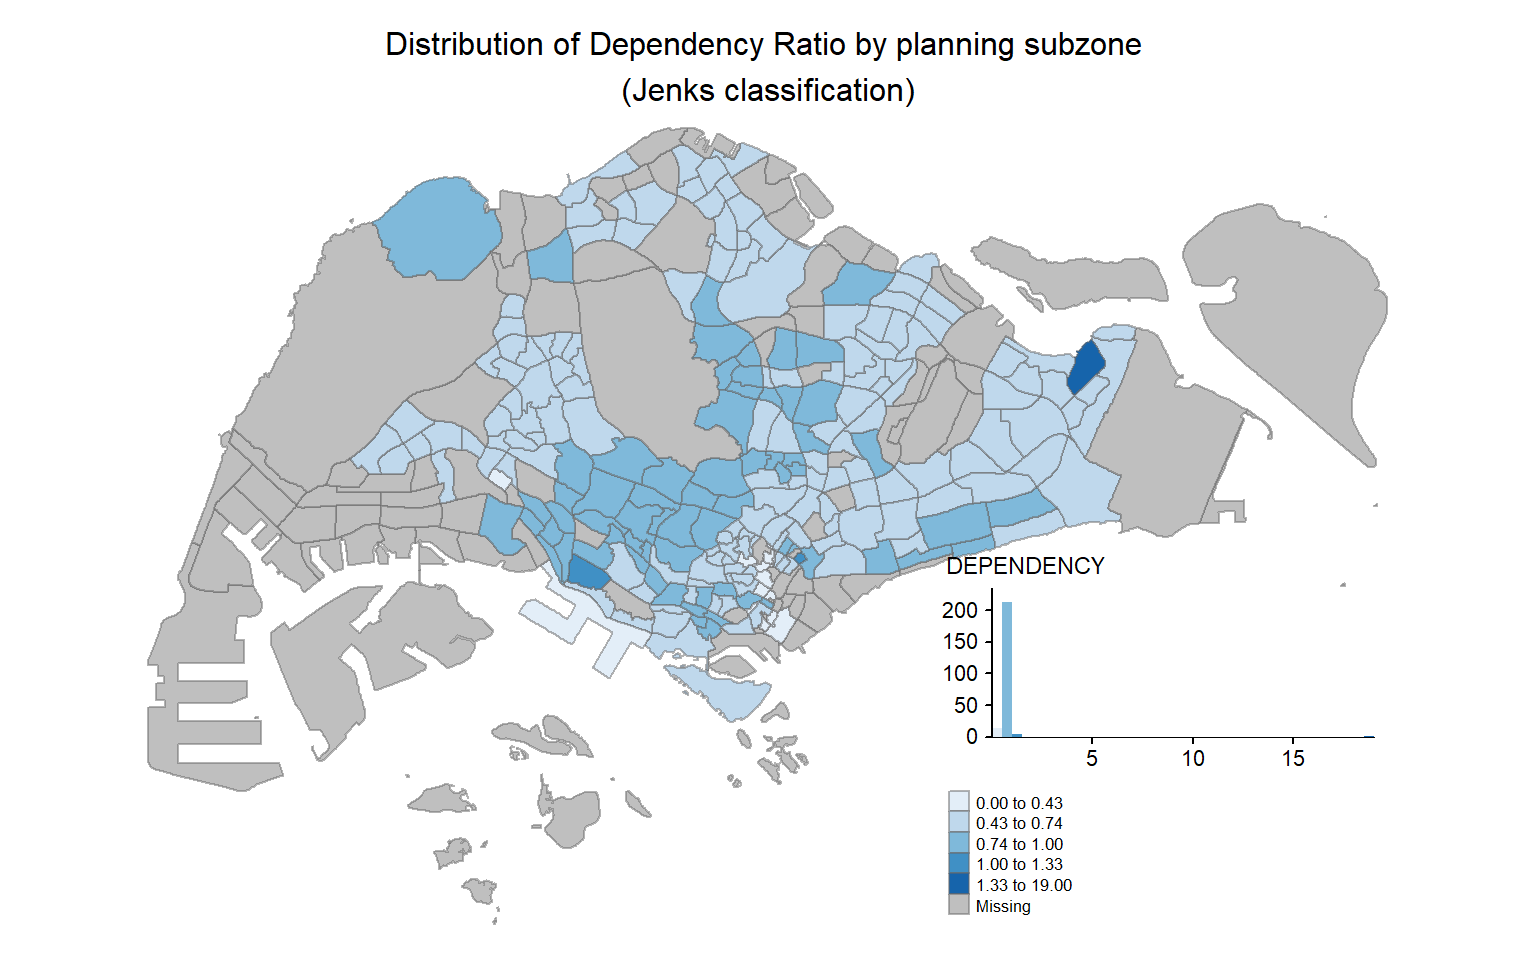 Distribution of Dependency Ratio by planning subzone
(Jenks classification)
DEPENDENCY
200
150
100
50
0
5 10 15
0.00 to 0.43
0.43 to 0.74
0.74 to 1.00
1.00 to 1.33
1.33 to 19.00
Missing